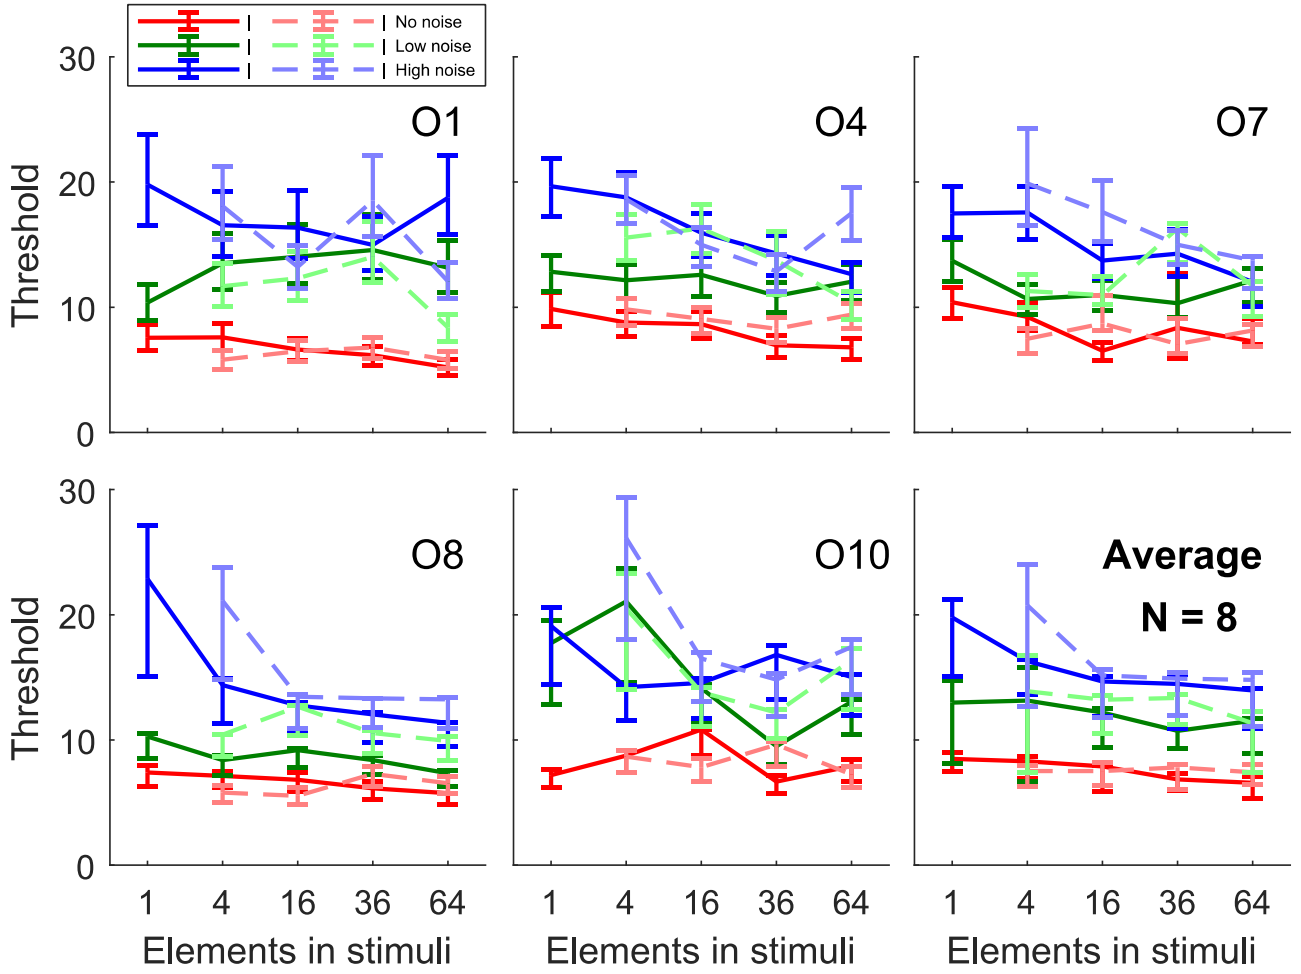 No noise
Low noise
High noise
30
20
10
0
Threshold
O1
O4
O7
30
20
10
0
Threshold
O8
O10
Average
N = 8
1 4 16 36 64
1 4 16 36 64
1 4 16 36 64
Elements in stimuli
Elements in stimuli
Elements in stimuli